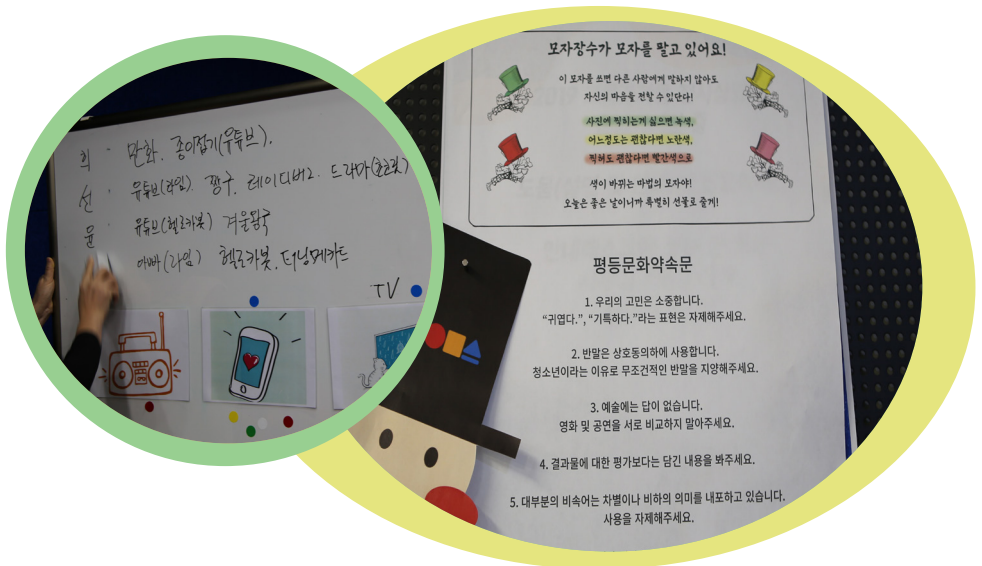 희 · 만화. 종이접기(유튜브).
선 · 유튜브(라임). 짱구. 레이디버그. 드라마
윤 · 유튜브(헬로카봇) 겨울왕국
아빠(라임) 헬로카봇. 터닝메카드
TV
모자장수가 모자를 팔고 있어요!
이 모자를 쓰면 다른 사람에게 말하지 않아도
자신의 마음을 전할 수 있단다!
사진에 찍히는게 싫으면 녹색,
어느정도는 괜찮다면 노란색,
찍혀도 괜찮다면 빨간색으로
색이 바뀌는 마법의 모자야!
오늘은 좋은 날이니까 특별히 선물로 줄게!
평등문화약속문
1. 우리의 고민은 소중합니다.
“귀엽다.”, “기특하다.”라는 표현은 자제해주세요.
2. 반말은 상호동의하에 사용합니다.
청소년이라는 이유로 무조건적인 반말을 지양해주세요.
3. 예술에는 답이 없습니다.
영화 및 공연을 서로 비교하지 말아주세요.
4. 결과물에 대한 평가보다는 담긴 내용을 봐주세요.
5. 대부분의 비속어는 차별이나 비하의 의미를 내포하고 있습니다.
사용을 자제해주세요.